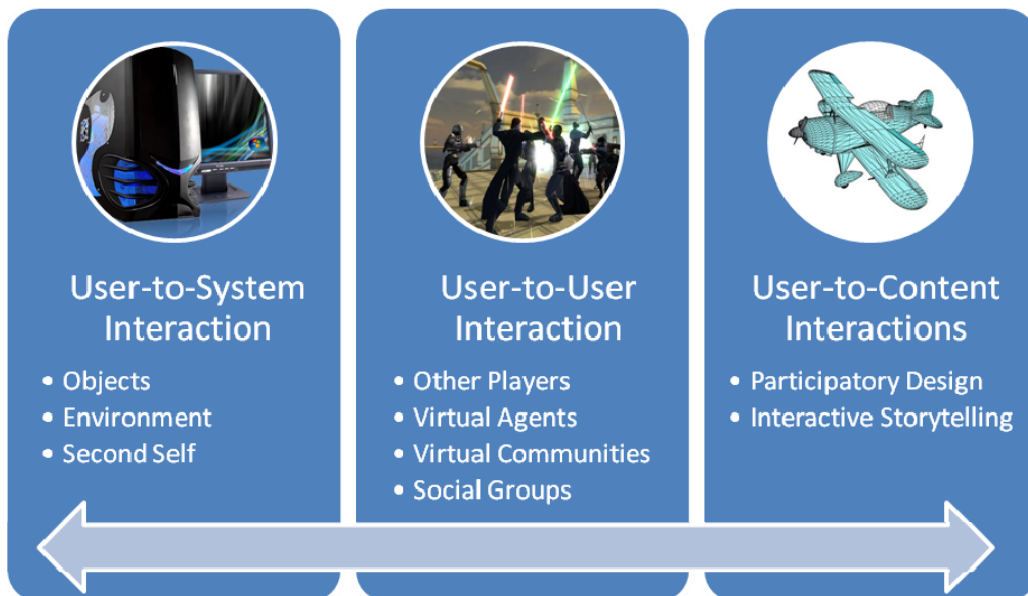 User-to-System
Interaction
• Objects
• Environment
• Second Self
User-to-User
Interaction
• Other Players
• Virtual Agents
• Virtual Communities
• Social Groups
User-to-Content
Interactions
• Participatory Design
• Interactive Storytelling